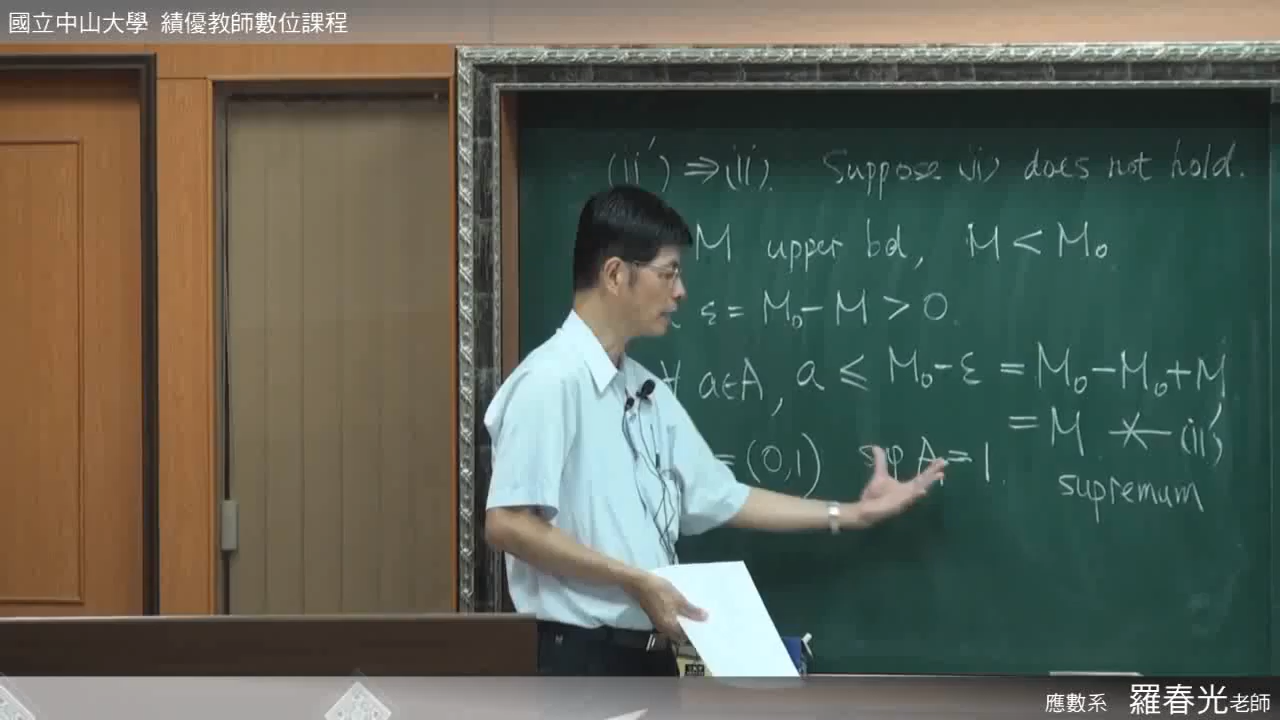 國立中山大學 績優教師數位課程
(ii′) ⇒ (ii). Suppose (ii) does not hold.
M upper bd, M < M₀
ε = M₀ - M > 0.
∀ a∈A, a ≤ M₀ - ε = M₀ - M₀ + M
= M (ii′)
= (0,1) sup A = 1.
supremum
應數系 羅春光老師